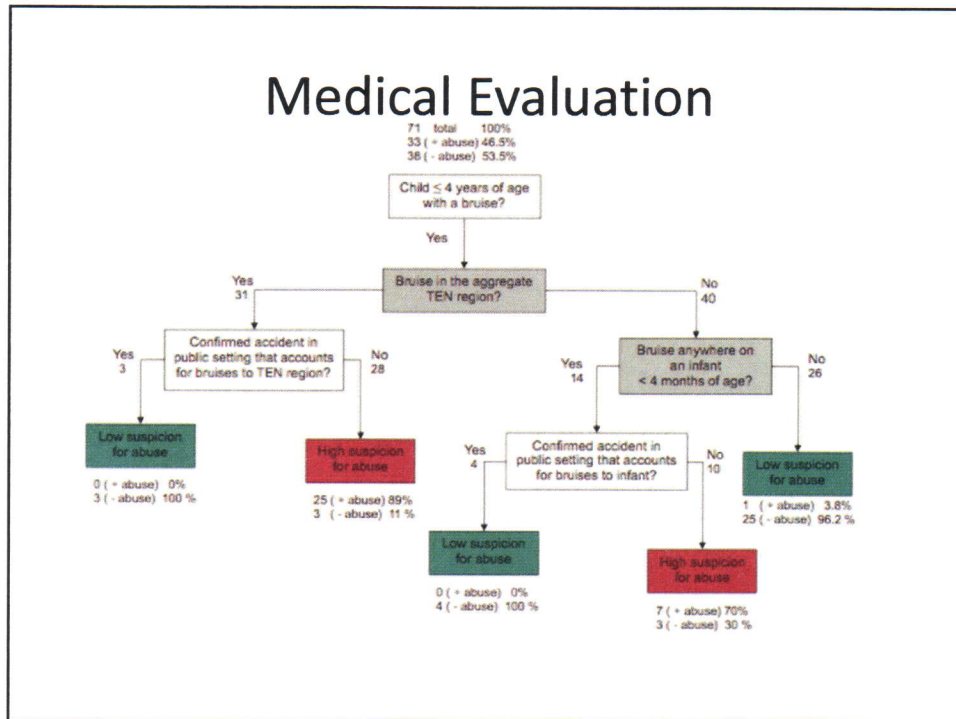 Medical Evaluation
71 total 100%
33 ( + abuse) 46.5%
38 ( - abuse) 53.5%
Child ≤ 4 years of age
with a bruise?
Yes
Bruise in the aggregate
TEN region?
Yes
31
No
40
Confirmed accident in
public setting that accounts
for bruises to TEN region?
Yes
3
No
28
Bruise anywhere on
an infant
< 4 months of age?
Yes
14
No
26
Low suspicion
for abuse
0 ( + abuse) 0%
3 ( - abuse) 100 %
High suspicion
for abuse
25 ( + abuse) 89%
3 ( - abuse) 11 %
Confirmed accident in
public setting that accounts
for bruises to infant?
Yes
4
No
10
Low suspicion
for abuse
1 ( + abuse) 3.8%
25 ( - abuse) 96.2 %
Low suspicion
for abuse
0 ( + abuse) 0%
4 ( - abuse) 100 %
High suspicion
for abuse
7 ( + abuse) 70%
3 ( - abuse) 30 %